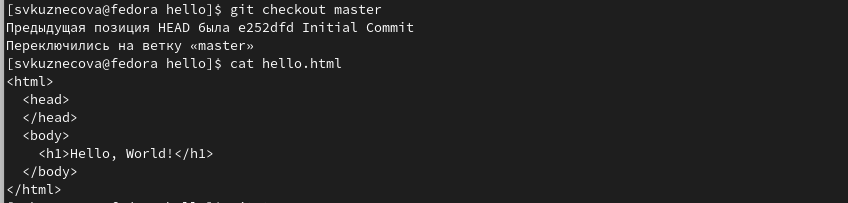 [svkuznecova@fedora hello]$ git checkout master
Предыдущая позиция HEAD была e252dfd Initial Commit
Переключились на ветку «master»
[svkuznecova@fedora hello]$ cat hello.html
<html>
  <head>
  </head>
  <body>
    <h1>Hello, World!</h1>
  </body>
</html>